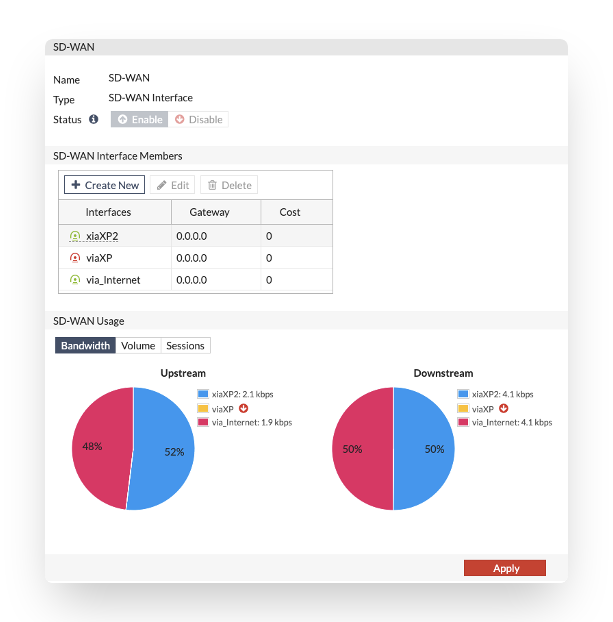 SD-WAN
Name SD-WAN
Type SD-WAN Interface
Status Enable Disable
SD-WAN Interface Members
Create New Edit Delete
Interfaces Gateway Cost
xiaXP2 0.0.0.0 0
viaXP 0.0.0.0 0
via_Internet 0.0.0.0 0
SD-WAN Usage
Bandwidth Volume Sessions
Upstream
xiaXP2: 2.1 kbps
viaXP
via_Internet: 1.9 kbps
48%
52%
Downstream
xiaXP2: 4.1 kbps
viaXP
via_Internet: 4.1 kbps
50%
50%
Apply